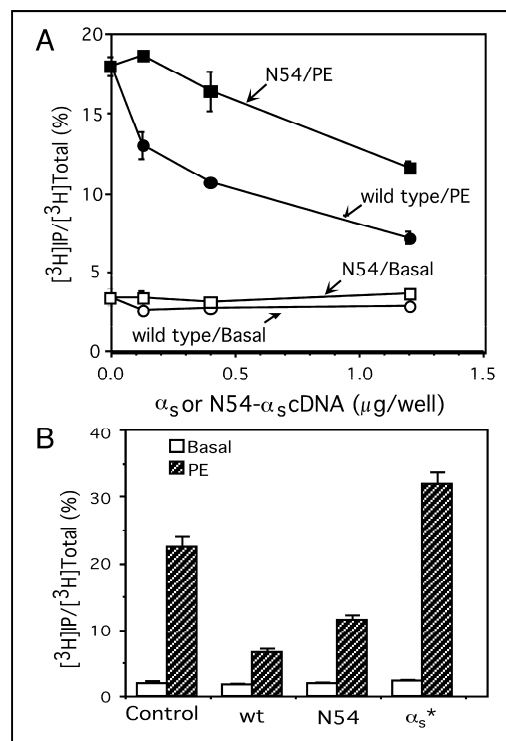 A
20
15
10
5
0
[³H]IP/[³H]Total (%)
N54/PE
wild type/PE
N54/Basal
wild type/Basal
0.0 0.5 1.0 1.5
αs or N54-αs cDNA (μg/well)
B
40
30
20
10
0
[³H]IP/[³H]Total (%)
Basal
PE
Control wt N54 αs*